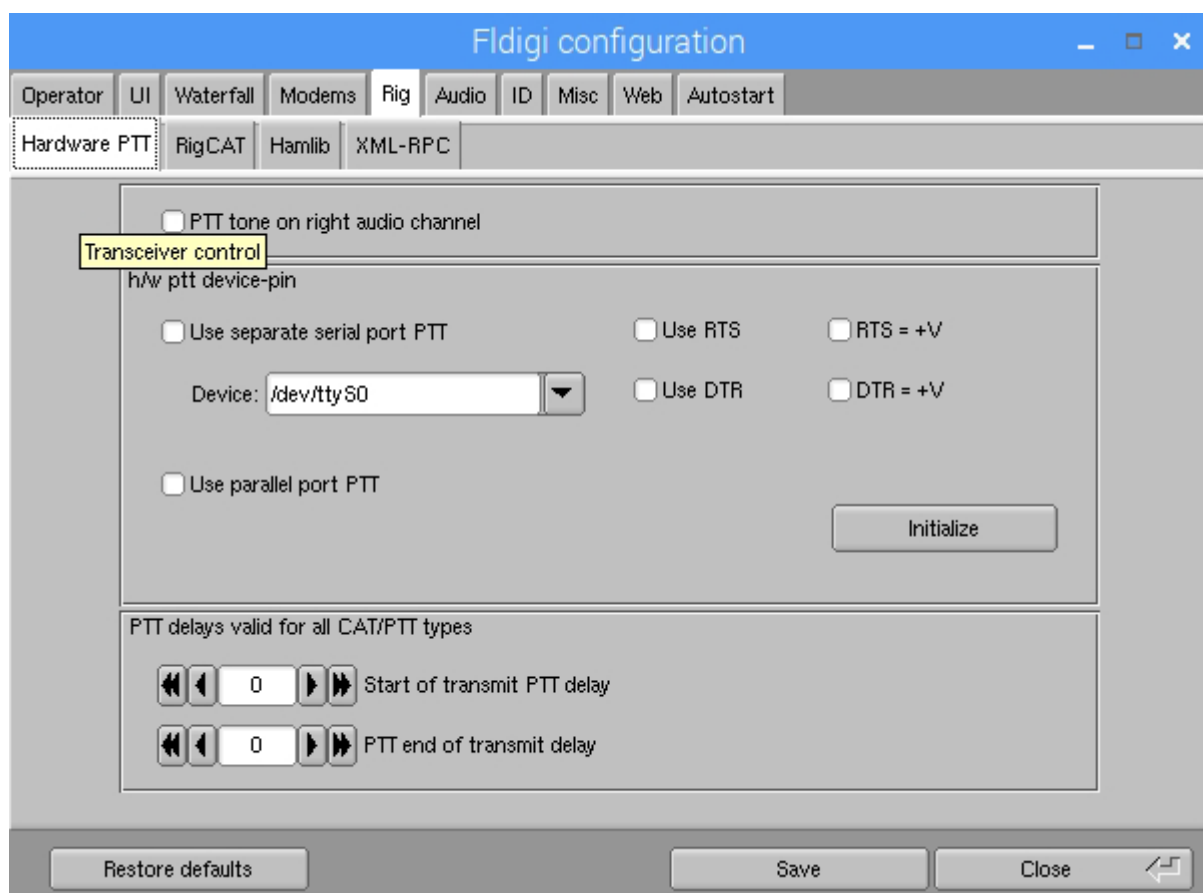 Fldigi configuration
Operator UI Waterfall Modems Rig Audio ID Misc Web Autostart
Hardware PTT RigCAT Hamlib XML-RPC
PTT tone on right audio channel
Transceiver control
h/w ptt device-pin
Use separate serial port PTT Use RTS RTS = +V
Device: /dev/ttyS0 Use DTR DTR = +V
Use parallel port PTT
Initialize
PTT delays valid for all CAT/PTT types
0 Start of transmit PTT delay
0 PTT end of transmit delay
Restore defaults Save Close